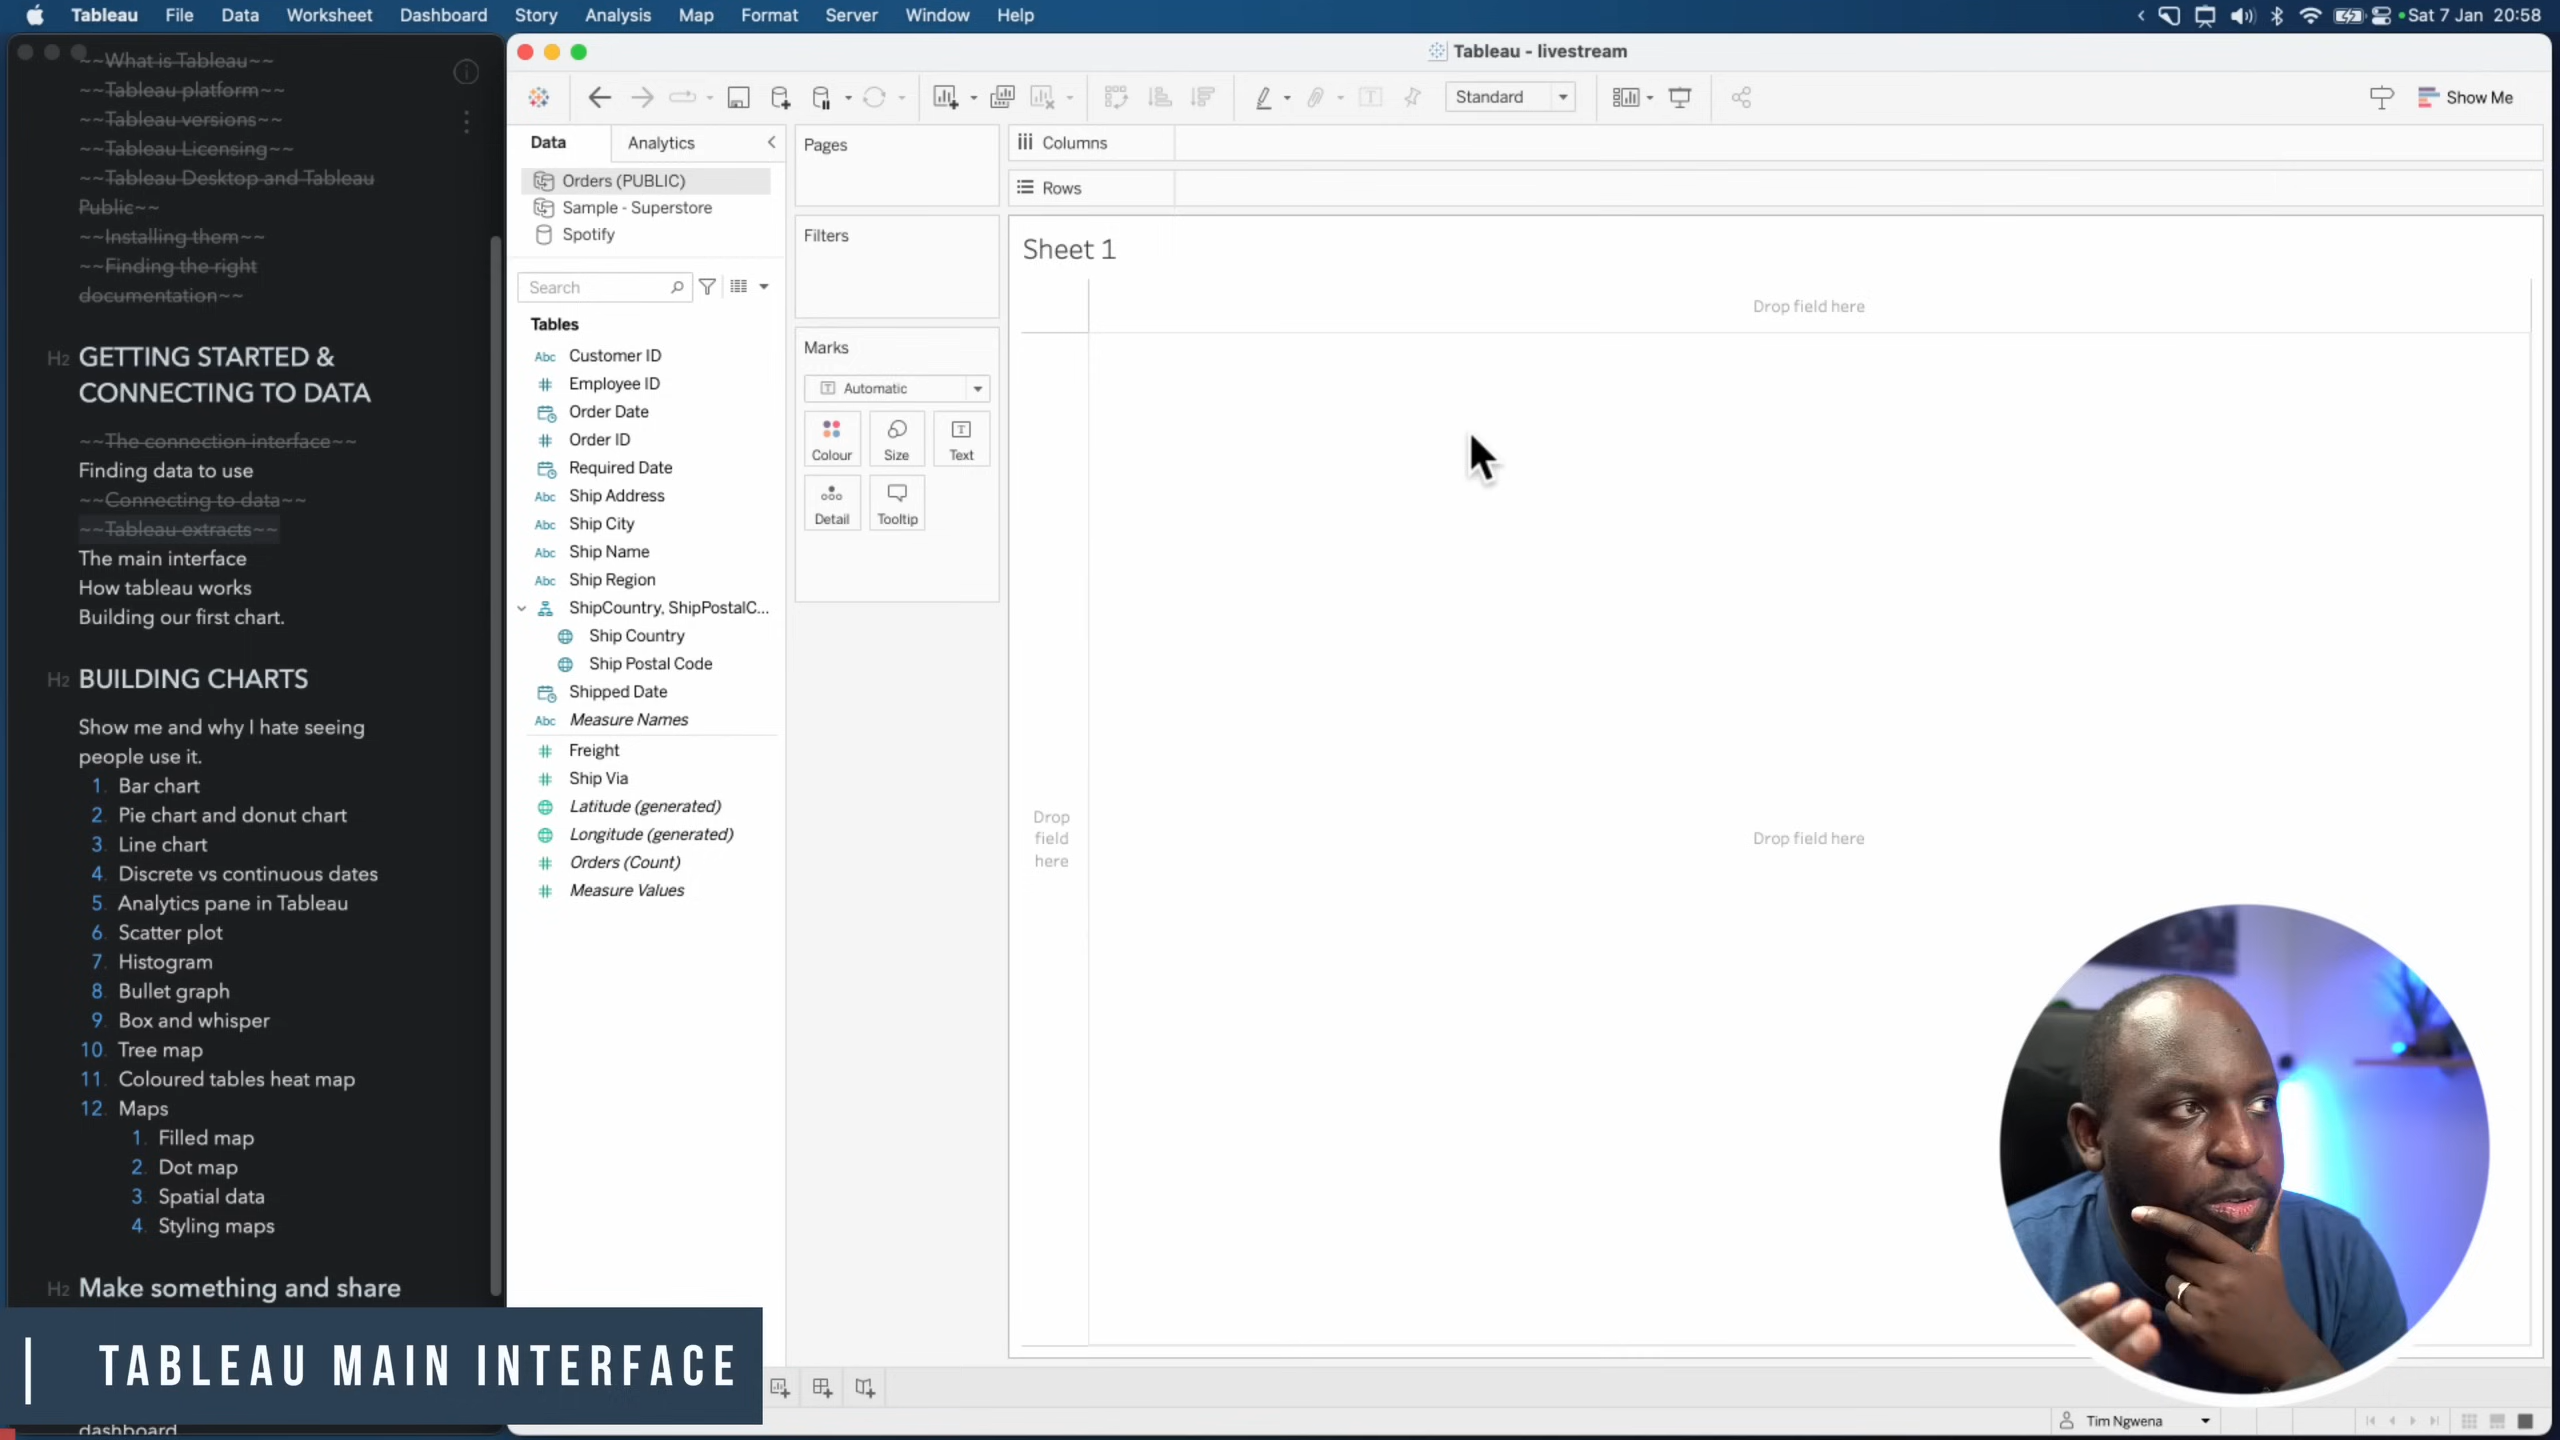 Tableau File Data Worksheet Dashboard Story Analysis Map Format Server Window Help
Sat 7 Jan 20:58
~~What is Tableau~~
~~Tableau platform~~
~~Tableau versions~~
~~Tableau Licensing~~
~~Tableau Desktop and Tableau
Public~~
~~Installing them~~
~~Finding the right
documentation~~
H2 GETTING STARTED &
CONNECTING TO DATA
~~The connection interface~~
Finding data to use
~~Connecting to data~~
~~Tableau extracts~~
The main interface
How tableau works
Building our first chart.
H2 BUILDING CHARTS
Show me and why I hate seeing
people use it.
1. Bar chart
2. Pie chart and donut chart
3. Line chart
4. Discrete vs continuous dates
5. Analytics pane in Tableau
6. Scatter plot
7. Histogram
8. Bullet graph
9. Box and whisper
10. Tree map
11. Coloured tables heat map
12. Maps
1. Filled map
2. Dot map
3. Spatial data
4. Styling maps
H2 Make something and share
dashboard
TABLEAU MAIN INTERFACE
Tableau - livestream
Standard
Show Me
Data Analytics
Orders (PUBLIC)
Sample - Superstore
Spotify
Search
Tables
Abc Customer ID
# Employee ID
Order Date
# Order ID
Required Date
Abc Ship Address
Abc Ship City
Abc Ship Name
Abc Ship Region
ShipCountry, ShipPostalC...
Ship Country
Ship Postal Code
Shipped Date
Abc Measure Names
# Freight
# Ship Via
Latitude (generated)
Longitude (generated)
# Orders (Count)
# Measure Values
Pages
Filters
Marks
Automatic
Colour Size Text
Detail Tooltip
Columns
Rows
Sheet 1
Drop field here
Drop
field
here
Drop field here
Tim Ngwena